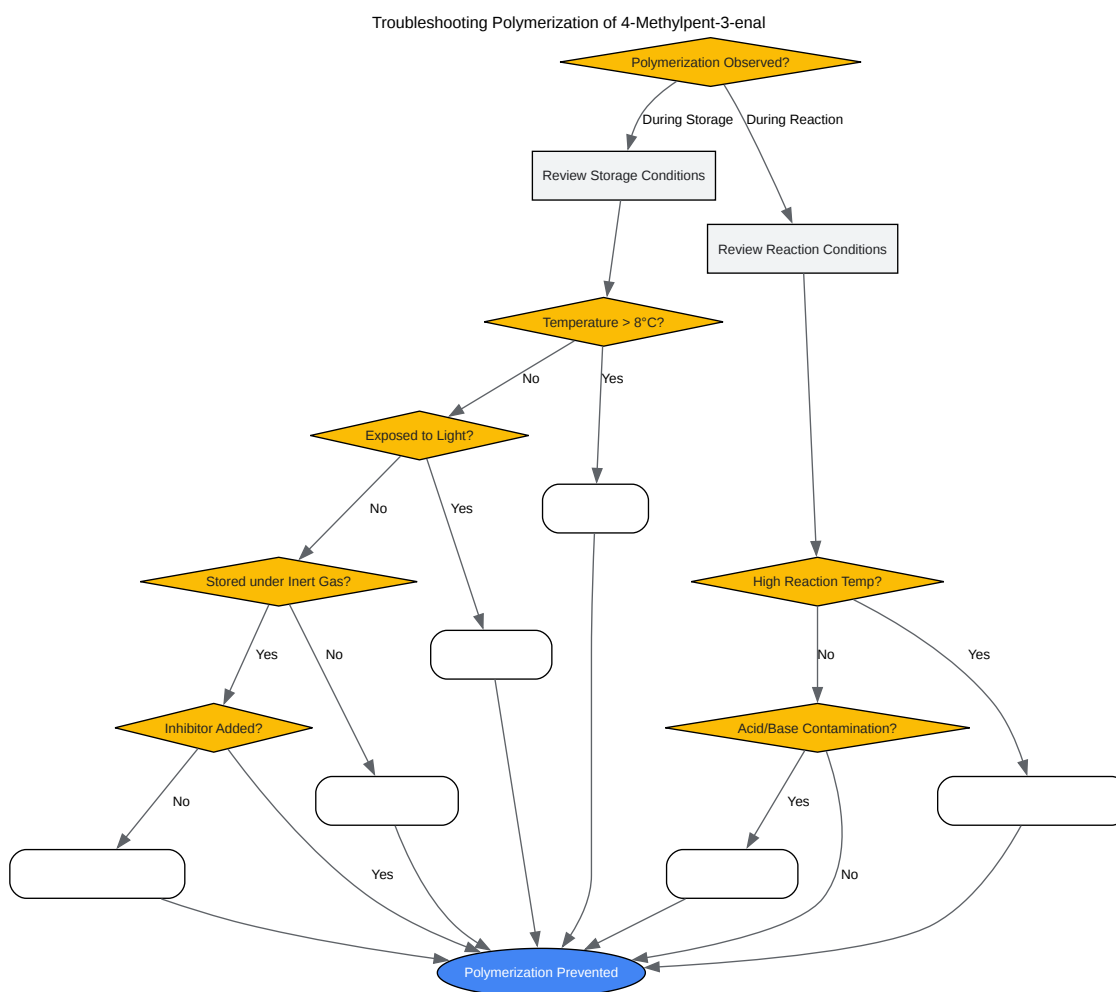 Troubleshooting Polymerization of 4-Methylpent-3-enal
Polymerization Observed?
During Storage
During Reaction
Review Storage Conditions
Review Reaction Conditions
Temperature > 8°C?
No
Yes
Exposed to Light?
No
Yes
Stored under Inert Gas?
High Reaction Temp?
Yes
No
No
Yes
Inhibitor Added?
Acid/Base Contamination?
No
Yes
Yes
No
Polymerization Prevented